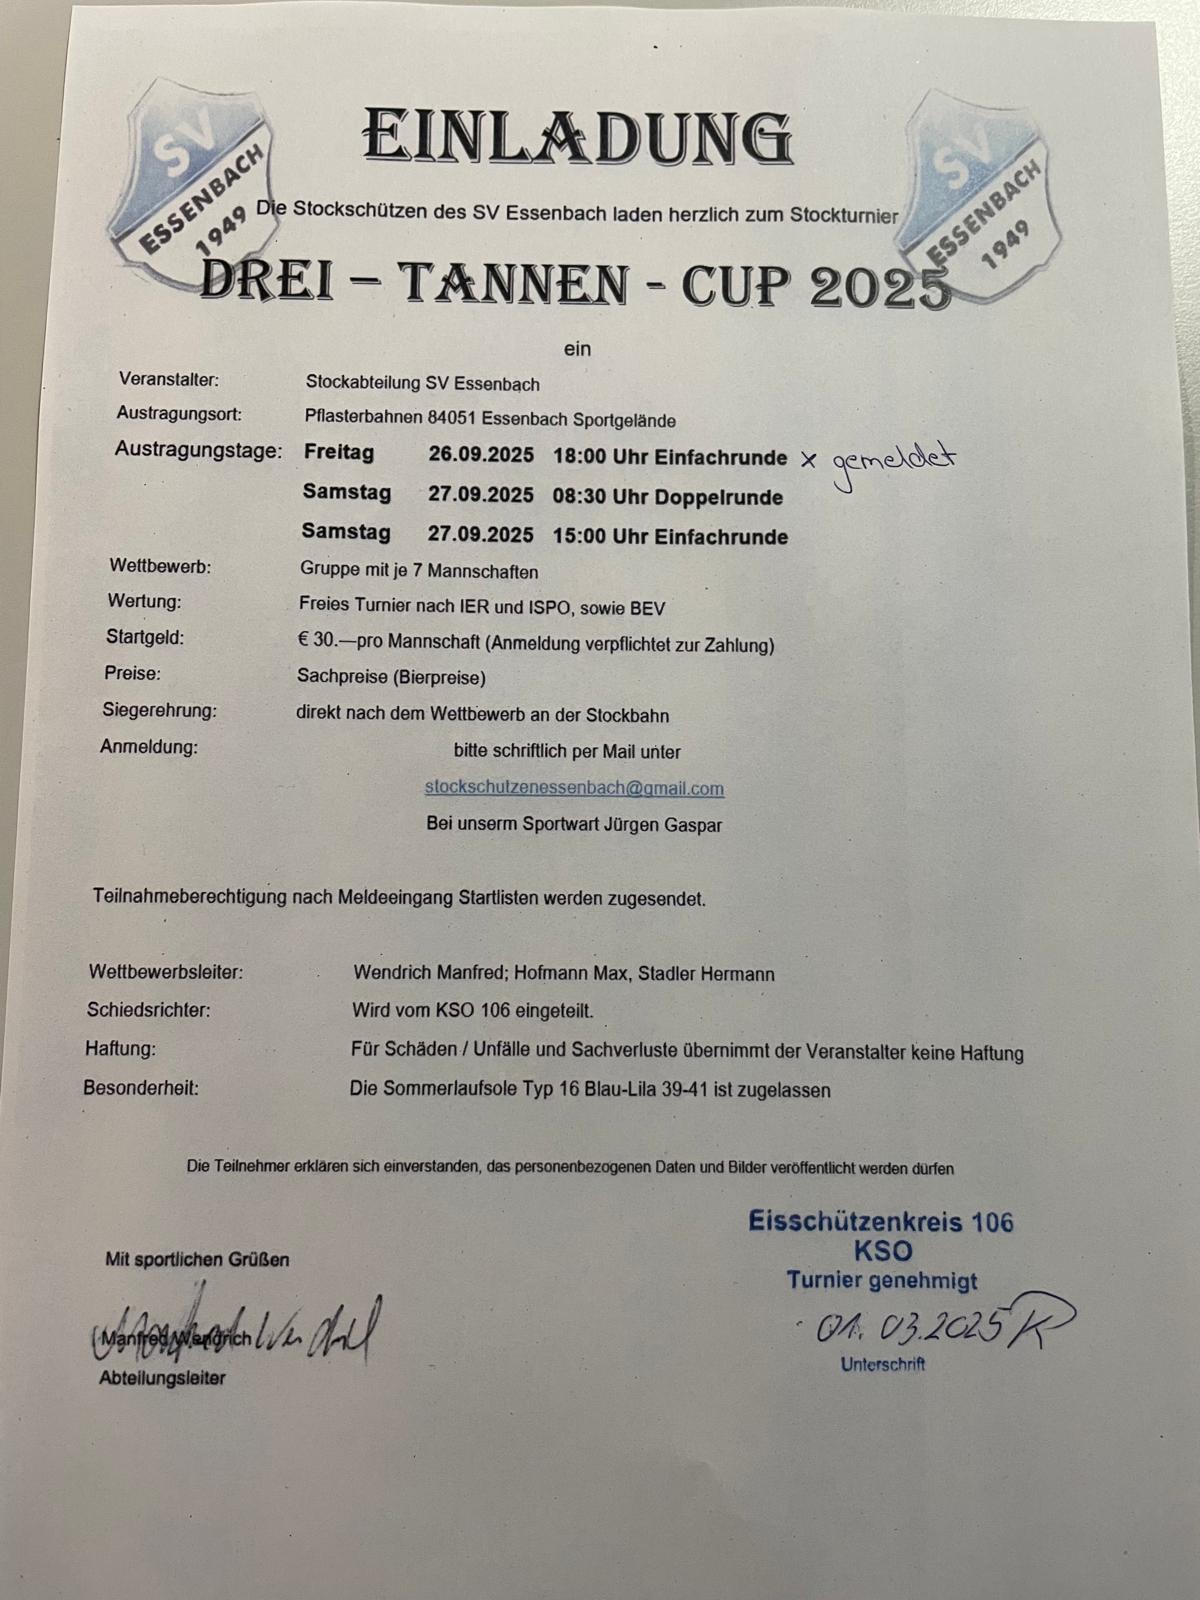 SV
ESSENBACH
1949
EINLADUNG
SV
ESSENBACH
1949
Die Stockschützen des SV Essenbach laden herzlich zum Stockturnier
DREI – TANNEN - CUP 2025
ein
Veranstalter: Stockabteilung SV Essenbach
Austragungsort: Pflasterbahnen 84051 Essenbach Sportgelände
Austragungstage: Freitag 26.09.2025 18:00 Uhr Einfachrunde x gemeldet
Samstag 27.09.2025 08:30 Uhr Doppelrunde
Samstag 27.09.2025 15:00 Uhr Einfachrunde
Wettbewerb: Gruppe mit je 7 Mannschaften
Wertung: Freies Turnier nach IER und ISPO, sowie BEV
Startgeld: € 30.—pro Mannschaft (Anmeldung verpflichtet zur Zahlung)
Preise: Sachpreise (Bierpreise)
Siegerehrung: direkt nach dem Wettbewerb an der Stockbahn
Anmeldung: bitte schriftlich per Mail unter
stockschutzenessenbach@gmail.com
Bei unserm Sportwart Jürgen Gaspar
Teilnahmeberechtigung nach Meldeeingang Startlisten werden zugesendet.
Wettbewerbsleiter: Wendrich Manfred; Hofmann Max, Stadler Hermann
Schiedsrichter: Wird vom KSO 106 eingeteilt.
Haftung: Für Schäden / Unfälle und Sachverluste übernimmt der Veranstalter keine Haftung
Besonderheit: Die Sommerlaufsole Typ 16 Blau-Lila 39-41 ist zugelassen
Die Teilnehmer erklären sich einverstanden, das personenbezogenen Daten und Bilder veröffentlicht werden dürfen
Eisschützenkreis 106
KSO
Turnier genehmigt
01.03.2025
Unterschrift
Mit sportlichen Grüßen
Manfred Wendrich
Abteilungsleiter